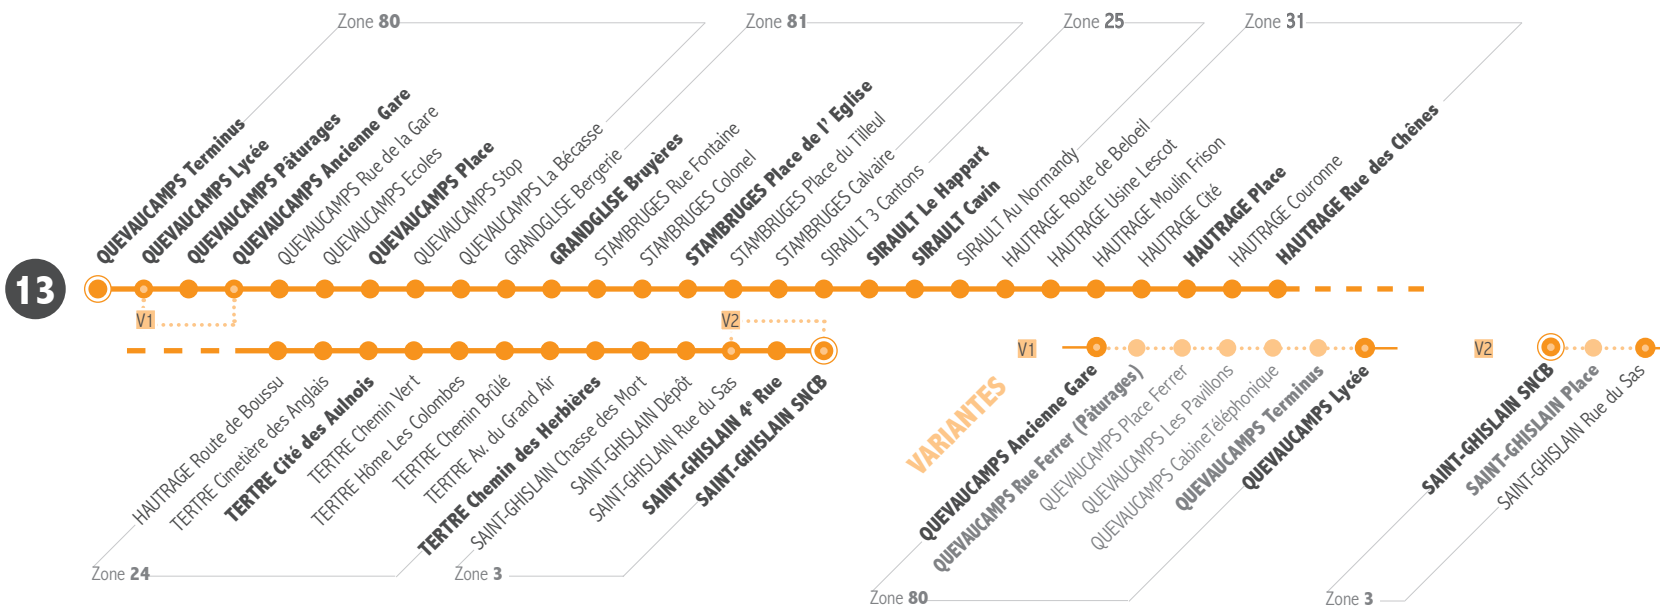 Zone 80
Zone 81
Zone 25
Zone 31
QUEVAUCAMPS Terminus
QUEVAUCAMPS Lycée
QUEVAUCAMPS Pâturages
QUEVAUCAMPS Ancienne Gare
QUEVAUCAMPS Rue de la Gare
QUEVAUCAMPS Ecoles
QUEVAUCAMPS Place
QUEVAUCAMPS Stop
QUEVAUCAMPS La Bécasse
GRANDGLISE Bergerie
GRANDGLISE Bruyères
STAMBRUGES Rue Fontaine
STAMBRUGES Colonel
STAMBRUGES Place de l' Eglise
STAMBRUGES Place du Tilleul
STAMBRUGES Calvaire
SIRAULT 3 Cantons
SIRAULT Le Happart
SIRAULT Cavin
SIRAULT Au Normandy
HAUTRAGE Route de Beloeil
HAUTRAGE Usine Lescot
HAUTRAGE Moulin Frison
HAUTRAGE Cité
HAUTRAGE Place
HAUTRAGE Couronne
HAUTRAGE Rue des Chênes
13
V1
V2
HAUTRAGE Route de Boussu
TERTRE Cimetière des Anglais
TERTRE Cité des Aulnois
TERTRE Chemin Vert
TERTRE Hôme Les Colombes
TERTRE Chemin Brûlé
TERTRE Av. du Grand Air
TERTRE Chemin des Herbières
SAINT-GHISLAIN Chasse des Mort
SAINT-GHISLAIN Dépôt
SAINT-GHISLAIN Rue du Sas
SAINT-GHISLAIN 4e Rue
SAINT-GHISLAIN SNCB
Zone 24
Zone 3
VARIANTES
V1
QUEVAUCAMPS Ancienne Gare
QUEVAUCAMPS Rue Ferrer (Pâturages)
QUEVAUCAMPS Place Ferrer
QUEVAUCAMPS Les Pavillons
QUEVAUCAMPS CabineTéléphonique
QUEVAUCAMPS Terminus
QUEVAUCAMPS Lycée
Zone 80
V2
SAINT-GHISLAIN SNCB
SAINT-GHISLAIN Place
SAINT-GHISLAIN Rue du Sas
Zone 3